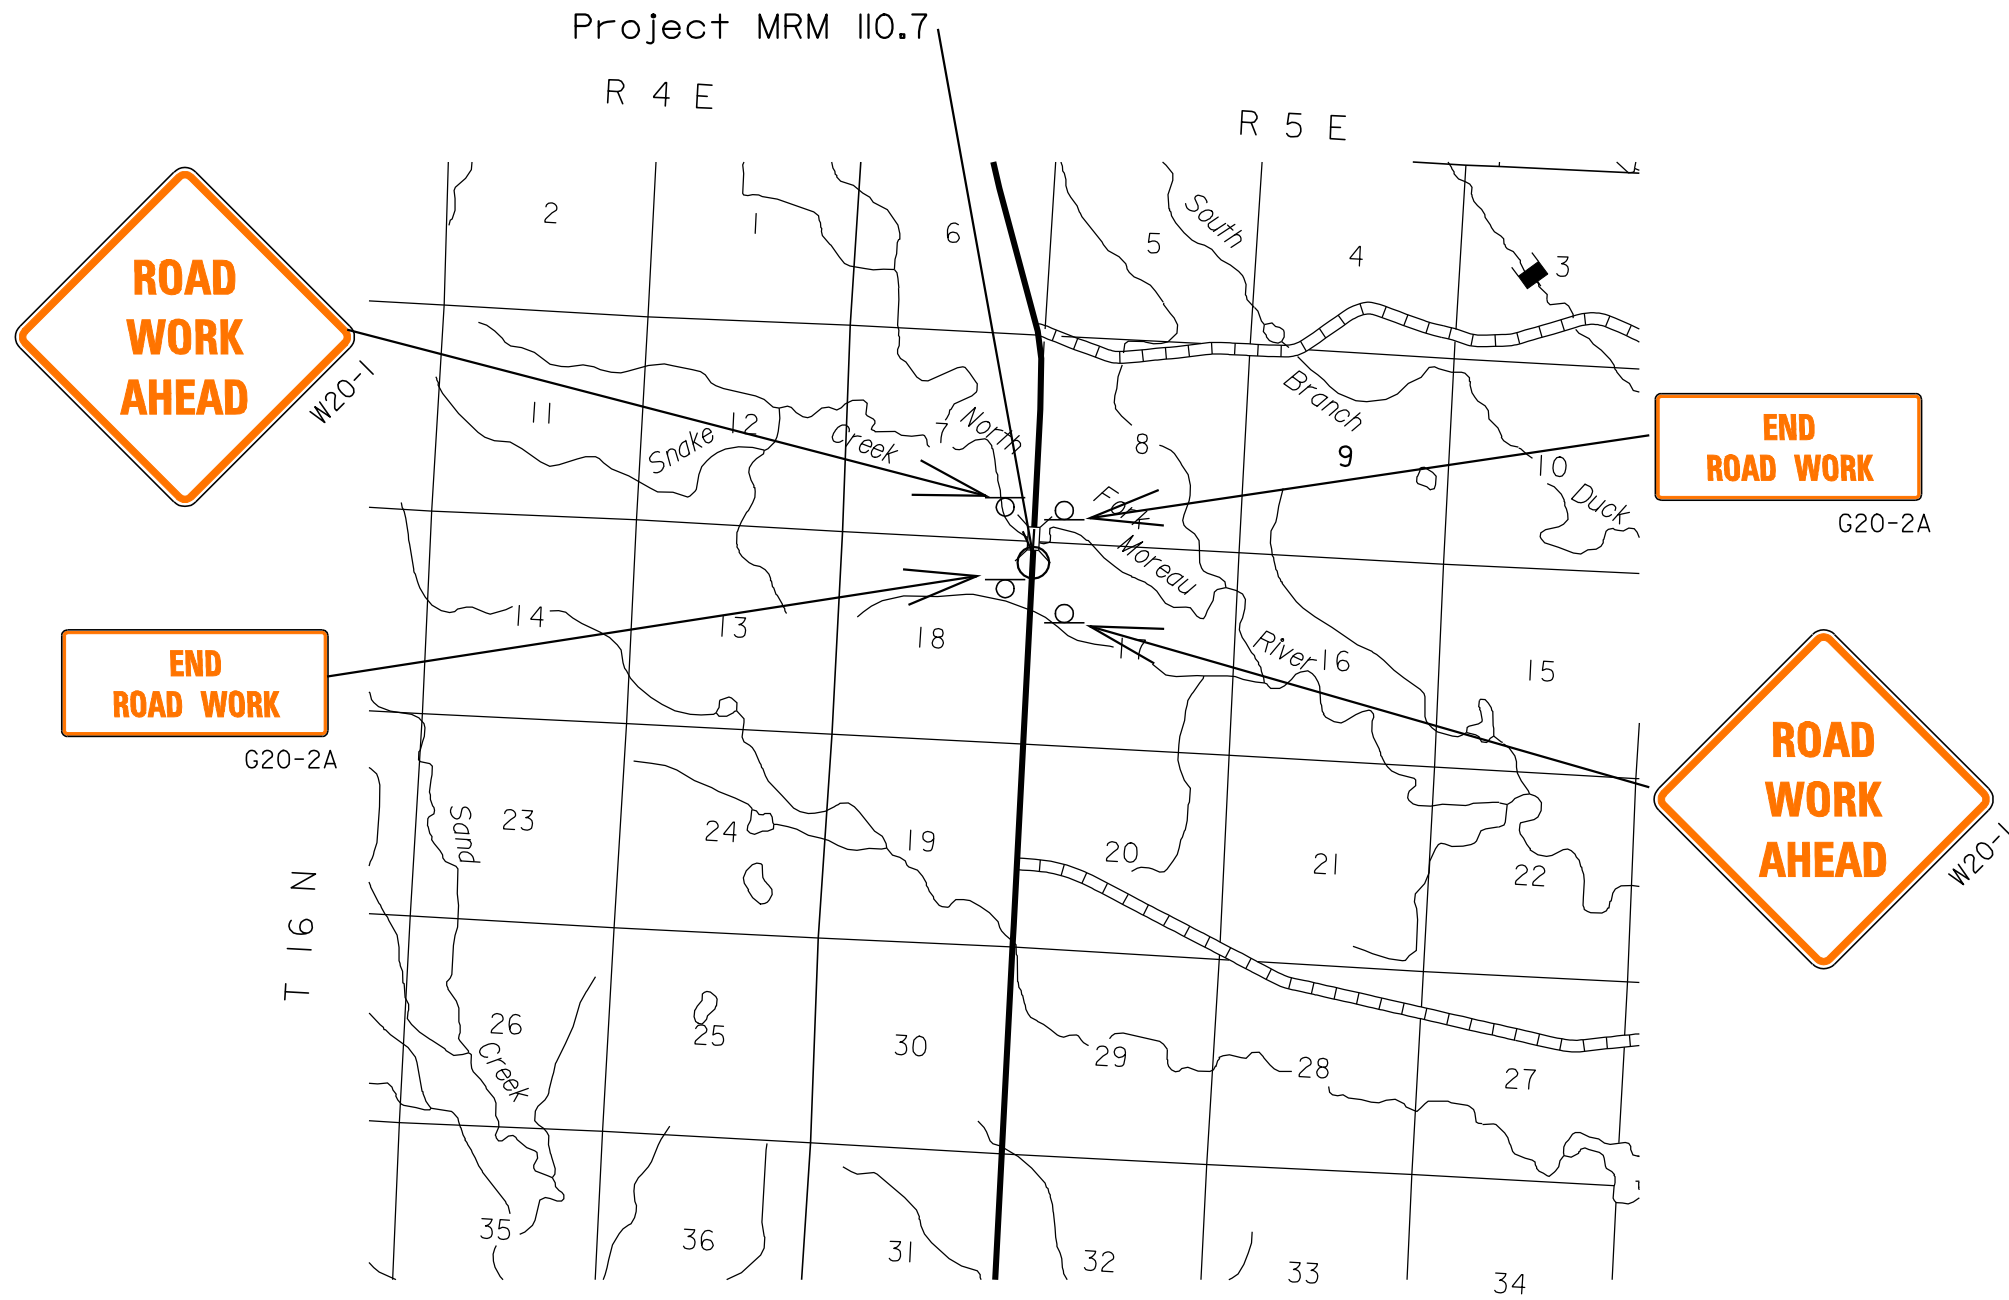 Project MRM 110.7
R 4 E
R 5 E
2
1
6
5
South
4
3
ROAD
WORK
AHEAD
W20-1
11
Snake
12
Creek
7
North
8
Branch
9
10
Duck
END
ROAD WORK
G20-2A
Fork
Moreau
River
14
13
18
17
16
15
END
ROAD WORK
G20-2A
ROAD
WORK
AHEAD
W20-1
Sand
23
24
19
20
21
22
T 16 N
26
Creek
25
30
29
28
27
35
36
31
32
33
34